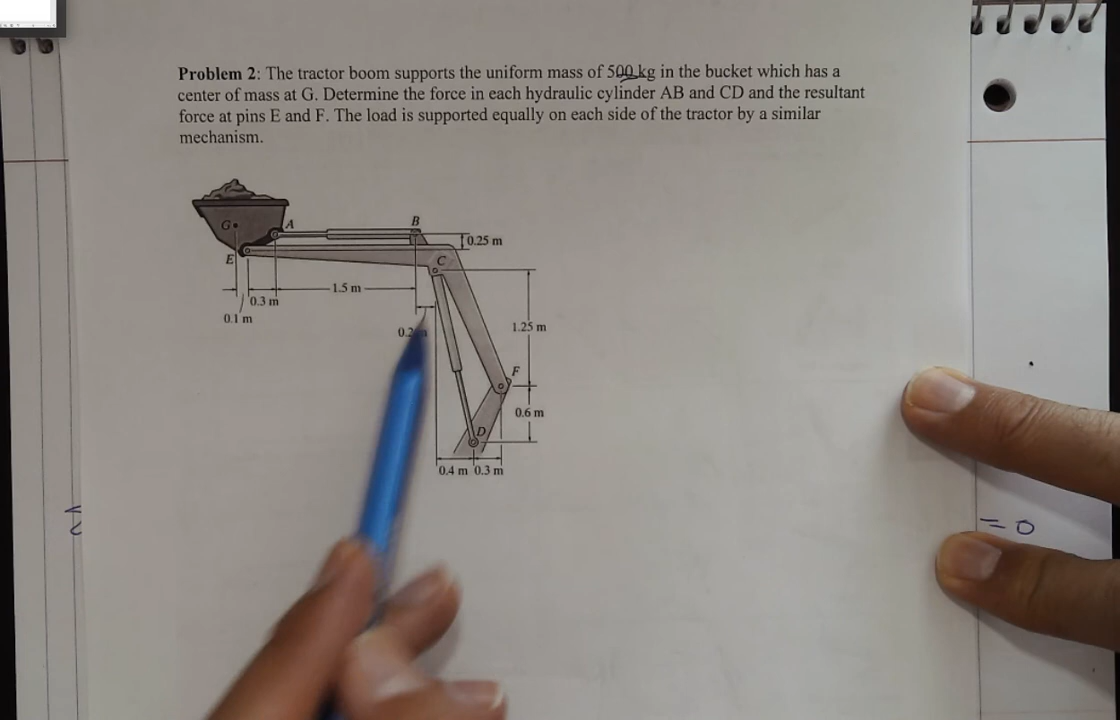 Problem 2: The tractor boom supports the uniform mass of 500 kg in the bucket which has a
center of mass at G. Determine the force in each hydraulic cylinder AB and CD and the resultant
force at pins E and F. The load is supported equally on each side of the tractor by a similar
mechanism.
G
A
B
0.25 m
E
C
0.3 m
1.5 m
0.1 m
1.25 m
F
0.6 m
D
0.4 m 0.3 m
= 0